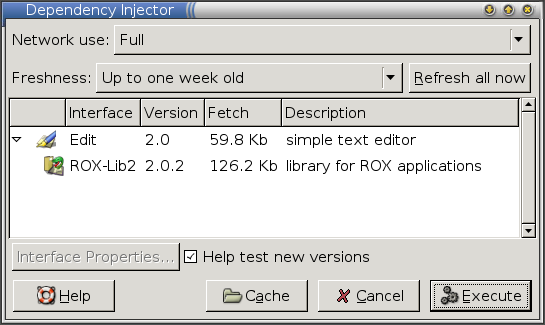 Dependency Injector
Network use: Full
Freshness: Up to one week old Refresh all now
Interface Version Fetch Description
Edit 2.0 59.8 Kb simple text editor
ROX-Lib2 2.0.2 126.2 Kb library for ROX applications
Interface Properties... Help test new versions
Help Cache Cancel Execute